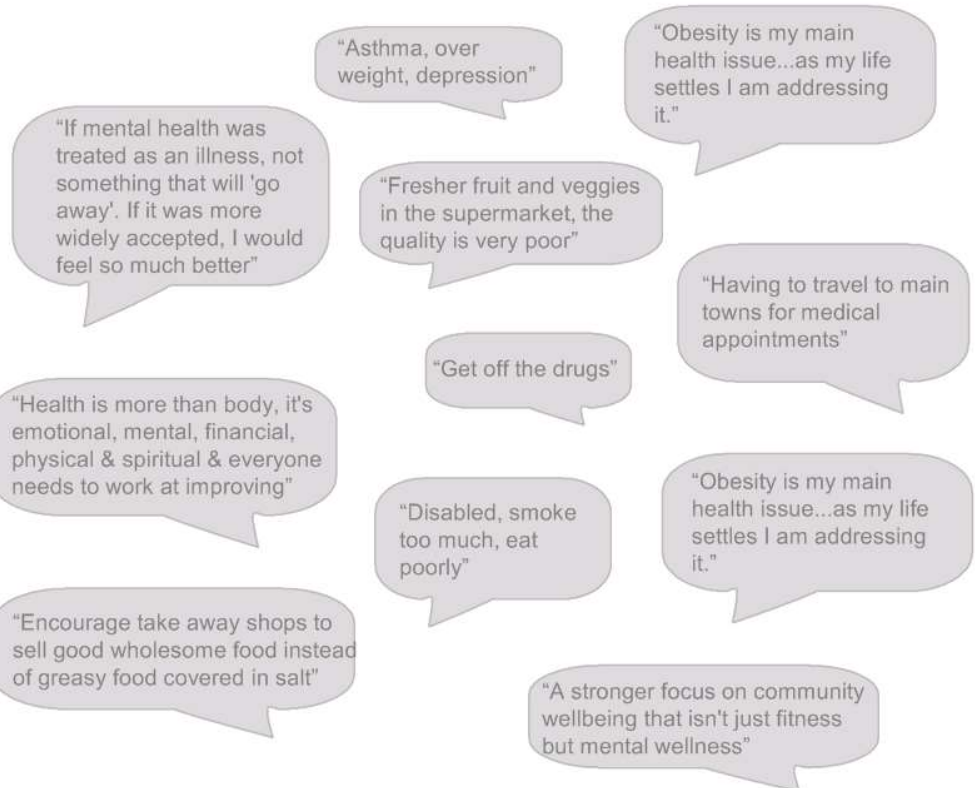 “Asthma, over
weight, depression”
“Obesity is my main
health issue...as my life
settles I am addressing
it.”
“If mental health was
treated as an illness, not
something that will 'go
away'. If it was more
widely accepted, I would
feel so much better”
“Fresher fruit and veggies
in the supermarket, the
quality is very poor”
“Having to travel to main
towns for medical
appointments”
“Get off the drugs”
“Health is more than body, it's
emotional, mental, financial,
physical & spiritual & everyone
needs to work at improving”
“Disabled, smoke
too much, eat
poorly”
“Obesity is my main
health issue...as my life
settles I am addressing
it.”
“Encourage take away shops to
sell good wholesome food instead
of greasy food covered in salt”
“A stronger focus on community
wellbeing that isn't just fitness
but mental wellness”